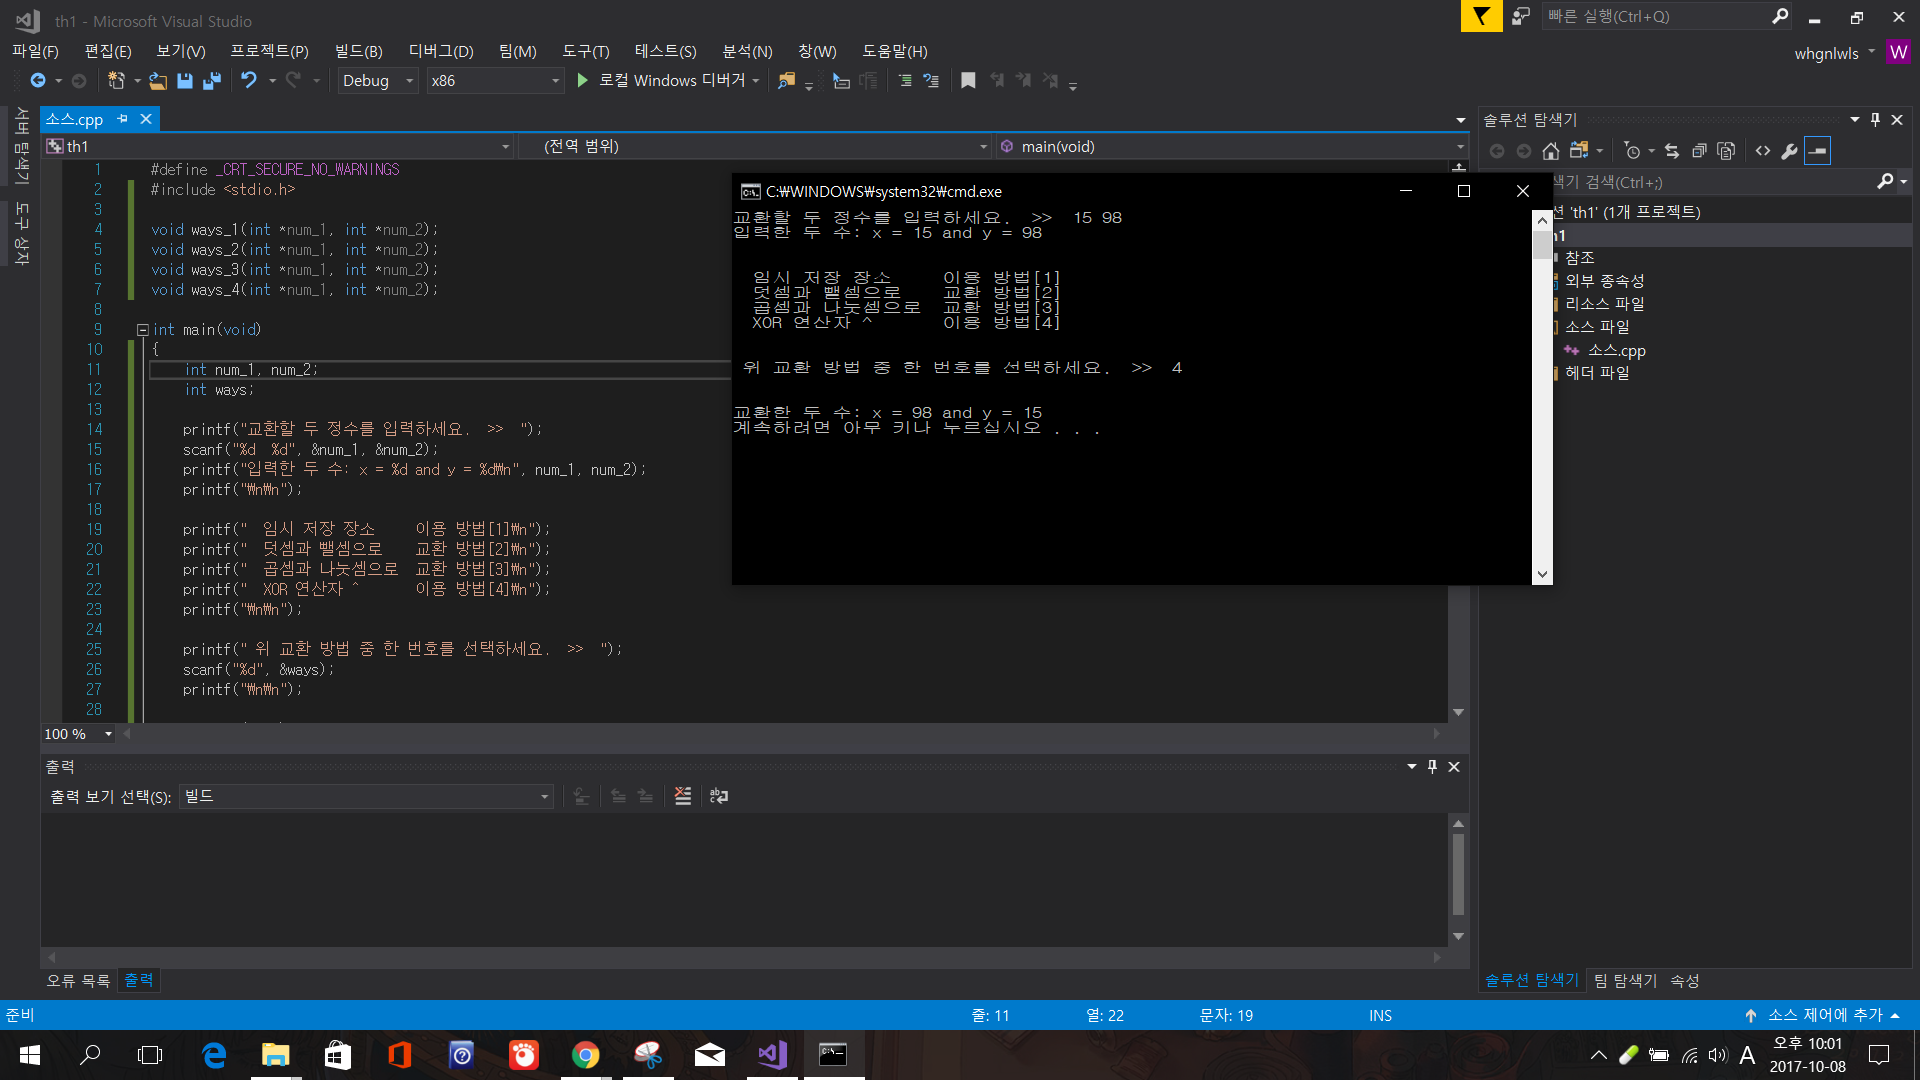 th1 - Microsoft Visual Studio
빠른 실행(Ctrl+Q)
파일(F) 편집(E) 보기(V) 프로젝트(P) 빌드(B) 디버그(D) 팀(M) 도구(T) 테스트(S) 분석(N) 창(W) 도움말(H)
whgnlwls W
Debug x86 로컬 Windows 디버거
서버 탐색기
도구 상자
소스.cpp
th1 (전역 범위) main(void)
1 #define _CRT_SECURE_NO_WARNINGS
2 #include <stdio.h>
3
4 void ways_1(int *num_1, int *num_2);
5 void ways_2(int *num_1, int *num_2);
6 void ways_3(int *num_1, int *num_2);
7 void ways_4(int *num_1, int *num_2);
8
9 int main(void)
10 {
11 int num_1, num_2;
12 int ways;
13
14 printf("교환할 두 정수를 입력하세요.  >>  ");
15 scanf("%d  %d", &num_1, &num_2);
16 printf("입력한 두 수: x = %d and y = %d₩n", num_1, num_2);
17 printf("₩n₩n");
18
19 printf("  임시 저장 장소     이용 방법[1]₩n");
20 printf("  덧셈과 뺄셈으로    교환 방법[2]₩n");
21 printf("  곱셈과 나눗셈으로  교환 방법[3]₩n");
22 printf("  XOR 연산자 ^       이용 방법[4]₩n");
23 printf("₩n₩n");
24
25 printf(" 위 교환 방법 중 한 번호를 선택하세요.  >>  ");
26 scanf("%d", &ways);
27 printf("₩n₩n");
28
100 %
C:₩WINDOWS₩system32₩cmd.exe
교환할 두 정수를 입력하세요.  >>  15 98
입력한 두 수: x = 15 and y = 98
임시 저장 장소     이용 방법[1]
덧셈과 뺄셈으로    교환 방법[2]
곱셈과 나눗셈으로  교환 방법[3]
XOR 연산자 ^       이용 방법[4]
위 교환 방법 중 한 번호를 선택하세요.  >>  4
교환한 두 수: x = 98 and y = 15
계속하려면 아무 키나 누르십시오 . . .
솔루션 탐색기
색기 검색(Ctrl+;)
션 'th1' (1개 프로젝트)
h1
참조
외부 종속성
리소스 파일
소스 파일
소스.cpp
헤더 파일
출력
출력 보기 선택(S): 빌드
오류 목록 출력
솔루션 탐색기 팀 탐색기 속성
준비 줄: 11 열: 22 문자: 19 INS 소스 제어에 추가
A 오후 10:01
2017-10-08